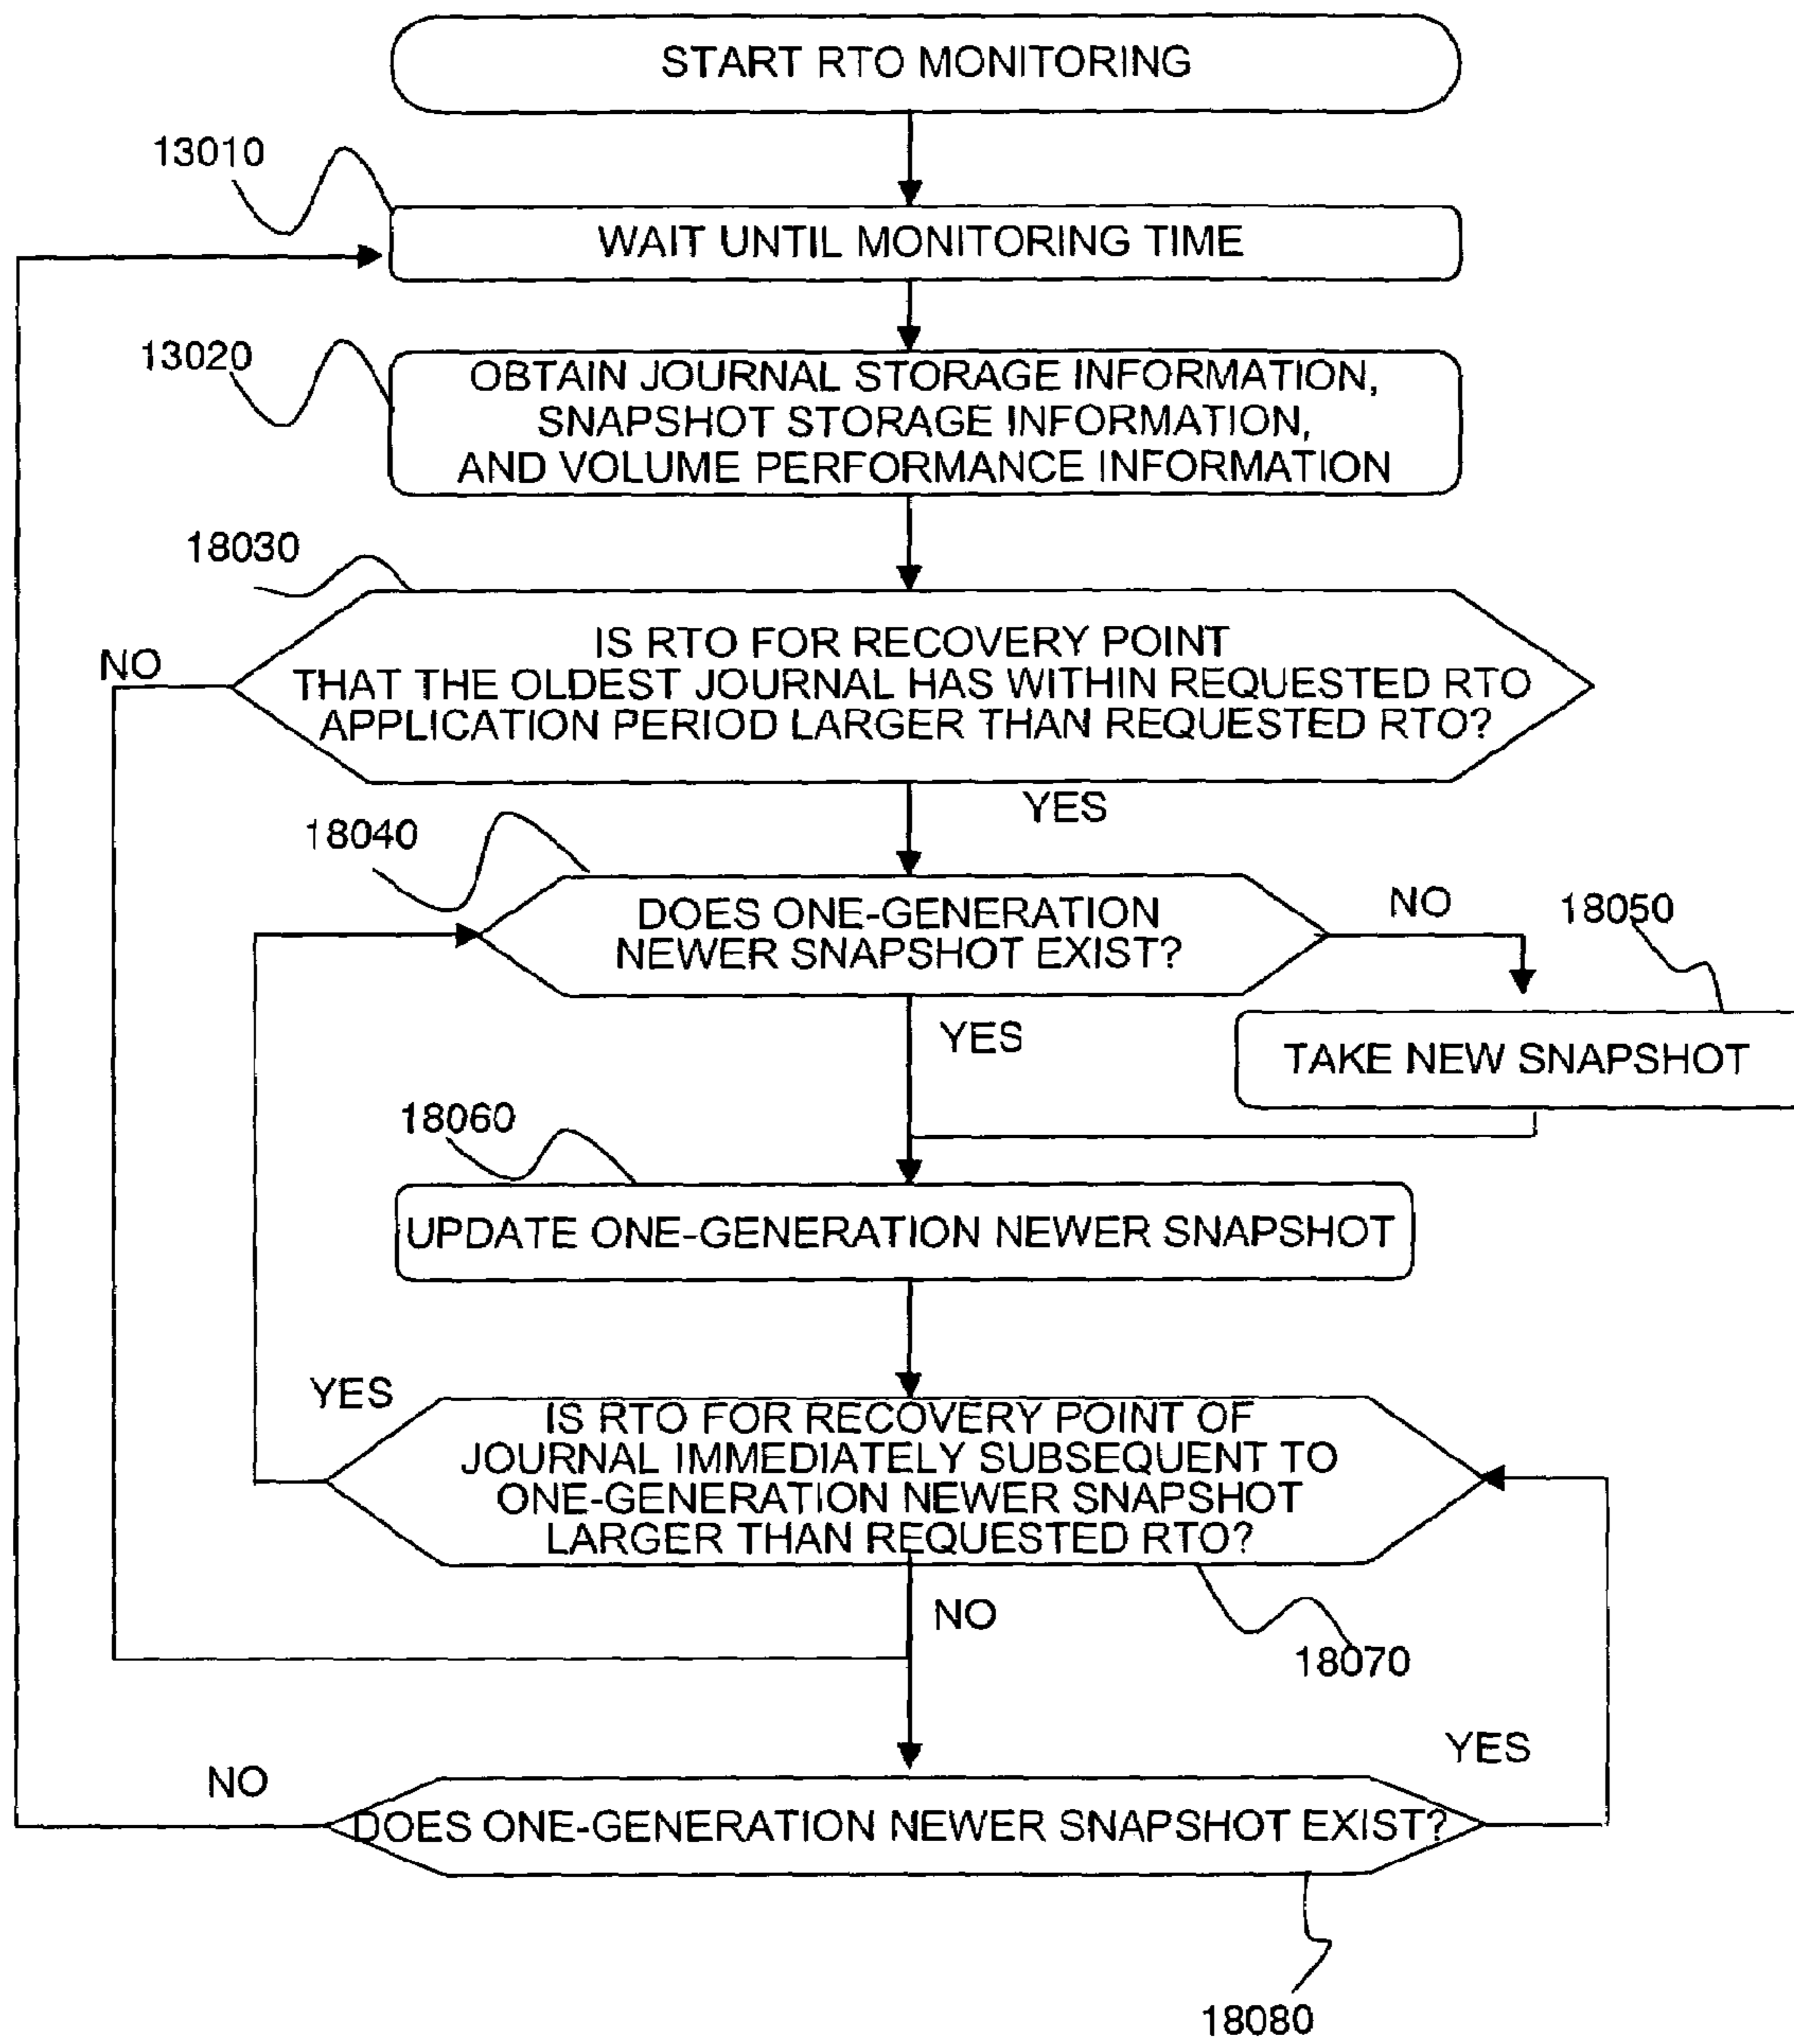 START RTO MONITORING
13010
WAIT UNTIL MONITORING TIME
13020
OBTAIN JOURNAL STORAGE INFORMATION,
SNAPSHOT STORAGE INFORMATION,
AND VOLUME PERFORMANCE INFORMATION
18030
IS RTO FOR RECOVERY POINT
THAT THE OLDEST JOURNAL HAS WITHIN REQUESTED RTO
APPLICATION PERIOD LARGER THAN REQUESTED RTO?
NO
YES
18040
DOES ONE-GENERATION
NEWER SNAPSHOT EXIST?
NO
18050
YES
TAKE NEW SNAPSHOT
18060
UPDATE ONE-GENERATION NEWER SNAPSHOT
YES
IS RTO FOR RECOVERY POINT OF
JOURNAL IMMEDIATELY SUBSEQUENT TO
ONE-GENERATION NEWER SNAPSHOT
LARGER THAN REQUESTED RTO?
NO
18070
YES
NO
DOES ONE-GENERATION NEWER SNAPSHOT EXIST?
18080